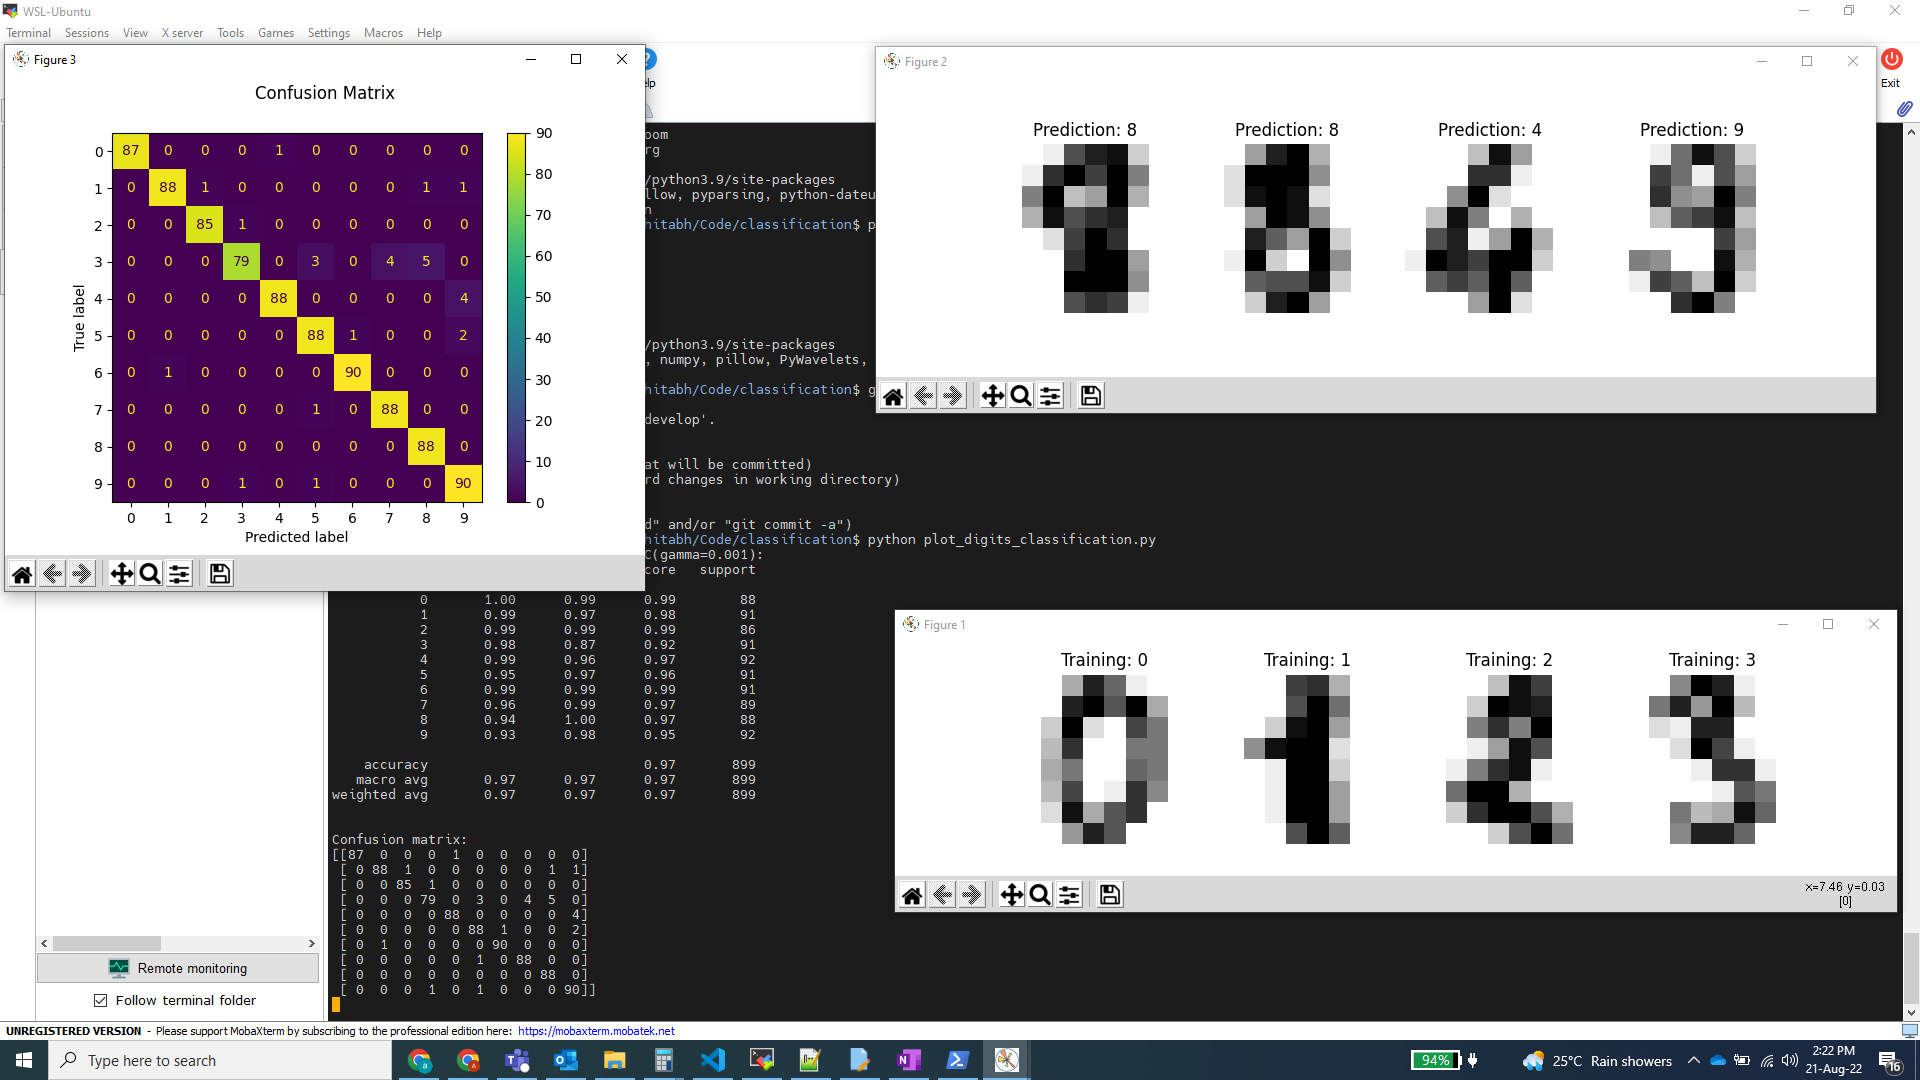 WSL-Ubuntu
Terminal Sessions View X server Tools Games Settings Macros Help
Figure 3
Confusion Matrix
0 87 0 0 0 1 0 0 0 0 0
1 0 88 1 0 0 0 0 0 1 1
2 0 0 85 1 0 0 0 0 0 0
3 0 0 0 79 0 3 0 4 5 0
4 0 0 0 0 88 0 0 0 0 4
5 0 0 0 0 0 88 1 0 0 2
6 0 1 0 0 0 0 90 0 0 0
7 0 0 0 0 0 1 0 88 0 0
8 0 0 0 0 0 0 0 0 88 0
9 0 0 0 1 0 1 0 0 0 90
0 1 2 3 4 5 6 7 8 9
True label
Predicted label
90
80
70
60
50
40
30
20
10
0
Exit
Figure 2
Prediction: 8 Prediction: 8 Prediction: 4 Prediction: 9
/python3.9/site-packages
llow, pyparsing, python-dateu
hitabh/Code/classification$ p
/python3.9/site-packages
, numpy, pillow, PyWavelets,
hitabh/Code/classification$ g
develop'.
at will be committed)
rd changes in working directory)
d" and/or "git commit -a")
hitabh/Code/classification$ python plot_digits_classification.py
C(gamma=0.001):
core support
0 1.00 0.99 0.99 88
1 0.99 0.97 0.98 91
2 0.99 0.99 0.99 86
3 0.98 0.87 0.92 91
4 0.99 0.96 0.97 92
5 0.95 0.97 0.96 91
6 0.99 0.99 0.99 91
7 0.96 0.99 0.97 89
8 0.94 1.00 0.97 88
9 0.93 0.98 0.95 92
accuracy 0.97 899
macro avg 0.97 0.97 0.97 899
weighted avg 0.97 0.97 0.97 899
Confusion matrix:
[[87 0 0 0 1 0 0 0 0 0]
[ 0 88 1 0 0 0 0 0 1 1]
[ 0 0 85 1 0 0 0 0 0 0]
[ 0 0 0 79 0 3 0 4 5 0]
[ 0 0 0 0 88 0 0 0 0 4]
[ 0 0 0 0 0 88 1 0 0 2]
[ 0 1 0 0 0 0 90 0 0 0]
[ 0 0 0 0 0 1 0 88 0 0]
[ 0 0 0 0 0 0 0 0 88 0]
[ 0 0 0 1 0 1 0 0 0 90]]
Figure 1
Training: 0 Training: 1 Training: 2 Training: 3
x=7.46 y=0.03
[0]
Remote monitoring
Follow terminal folder
UNREGISTERED VERSION - Please support MobaXterm by subscribing to the professional edition here: https://mobaxterm.mobatek.net
Type here to search
94%
25°C Rain showers
2:22 PM
21-Aug-22
16